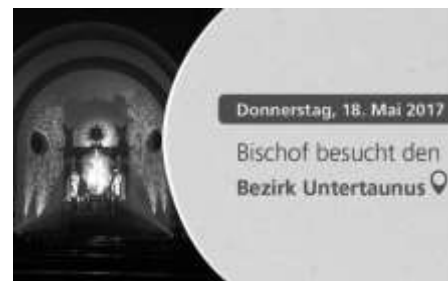 Donnerstag, 18. Mai 2017
Bischof besucht den
Bezirk Untertaunus